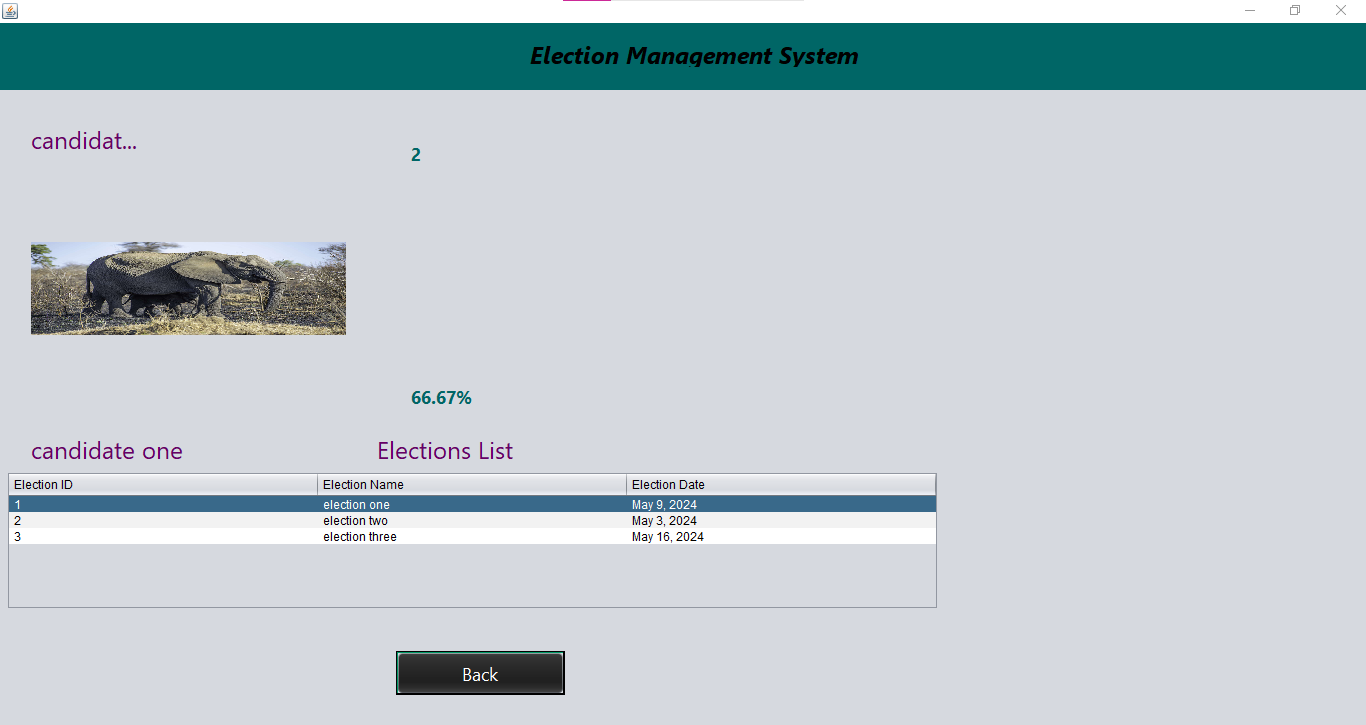 Election Management System
candidat...
2
66.67%
candidate one
Elections List
Election ID Election Name Election Date
1 election one May 9, 2024
2 election two May 3, 2024
3 election three May 16, 2024
Back